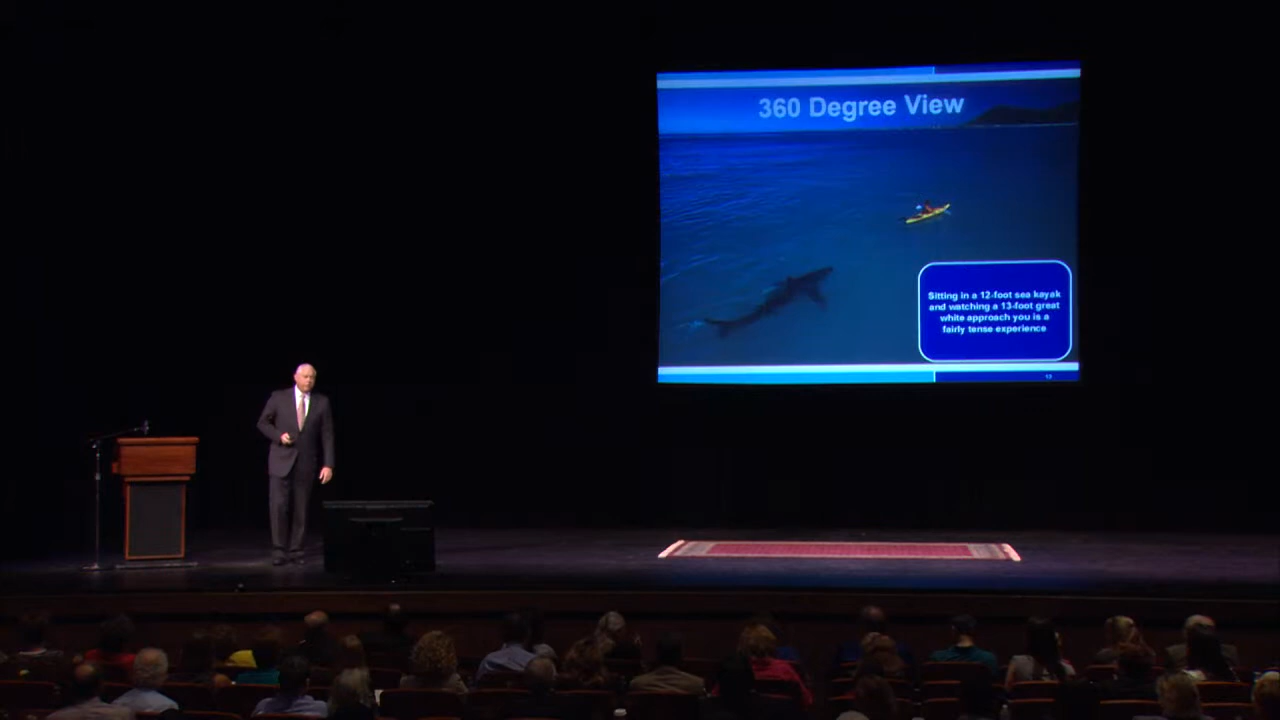 360 Degree View
Sitting in a 12-foot sea kayak
and watching a 13-foot great
white approach you is a
fairly tense experience